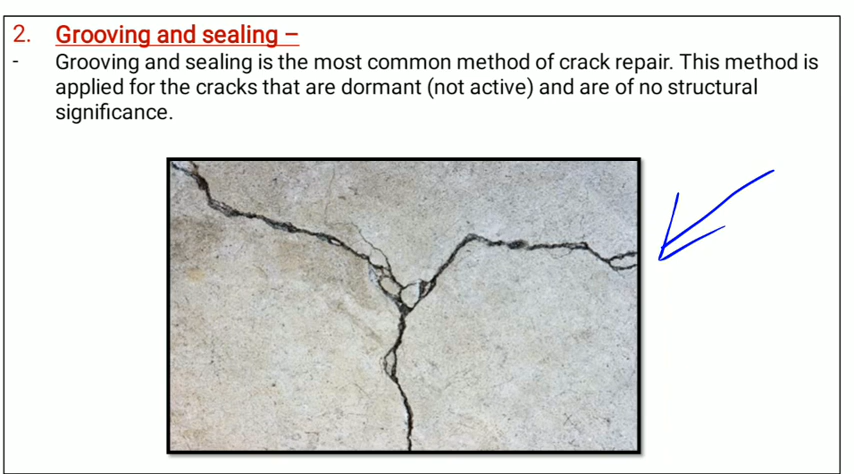 2. Grooving and sealing –
- Grooving and sealing is the most common method of crack repair. This method is
applied for the cracks that are dormant (not active) and are of no structural
significance.